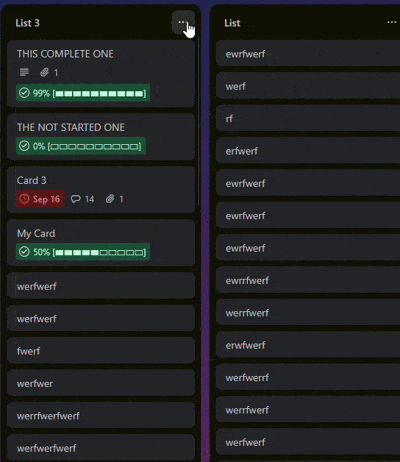 List 3
THIS COMPLETE ONE
1
99% [■■■■■■■■■■]
THE NOT STARTED ONE
0% [□□□□□□□□□□]
Card 3
Sep 16 14 1
My Card
50% [■■■■■□□□□□]
werfwerf
werfwerf
fwerf
werfwer
werrfwerfwerf
werfwerfwerf
List
ewrfwerf
werf
rf
erfwerf
ewrfwerf
ewrfwerf
ewrfwerf
ewrrfwerf
werrfwerf
erwfwerf
werfwerrf
werrfwerf
werfwerf